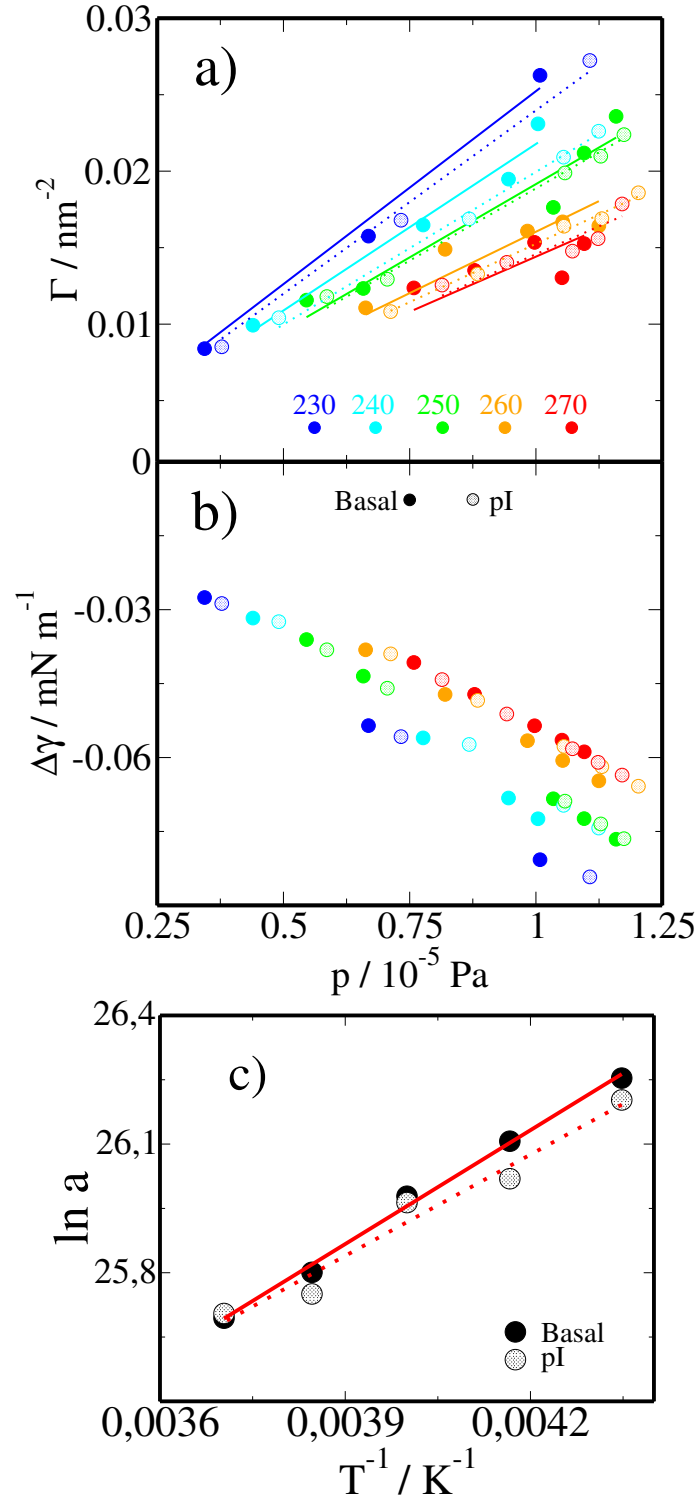 0.03
a)
0.02
Γ / nm⁻²
0.01
230 240 250 260 270
0
b)
Basal pI
-0.03
Δγ / mN m⁻¹
-0.06
0.25 0.5 0.75 1 1.25
p / 10⁻⁵ Pa
26,4
c)
26,1
ln a
25,8
Basal
pI
0,0036 0,0039 0,0042
T⁻¹ / K⁻¹